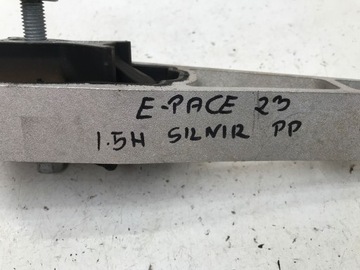 E-PACE 23
1.5H SILNIR PP